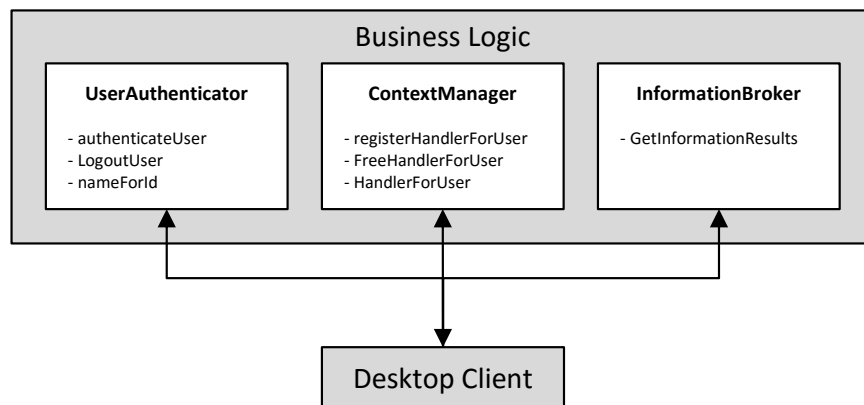 Business Logic
UserAuthenticator
- authenticateUser
- LogoutUser
- nameForId
ContextManager
- registerHandlerForUser
- FreeHandlerForUser
- HandlerForUser
InformationBroker
- GetInformationResults
Desktop Client